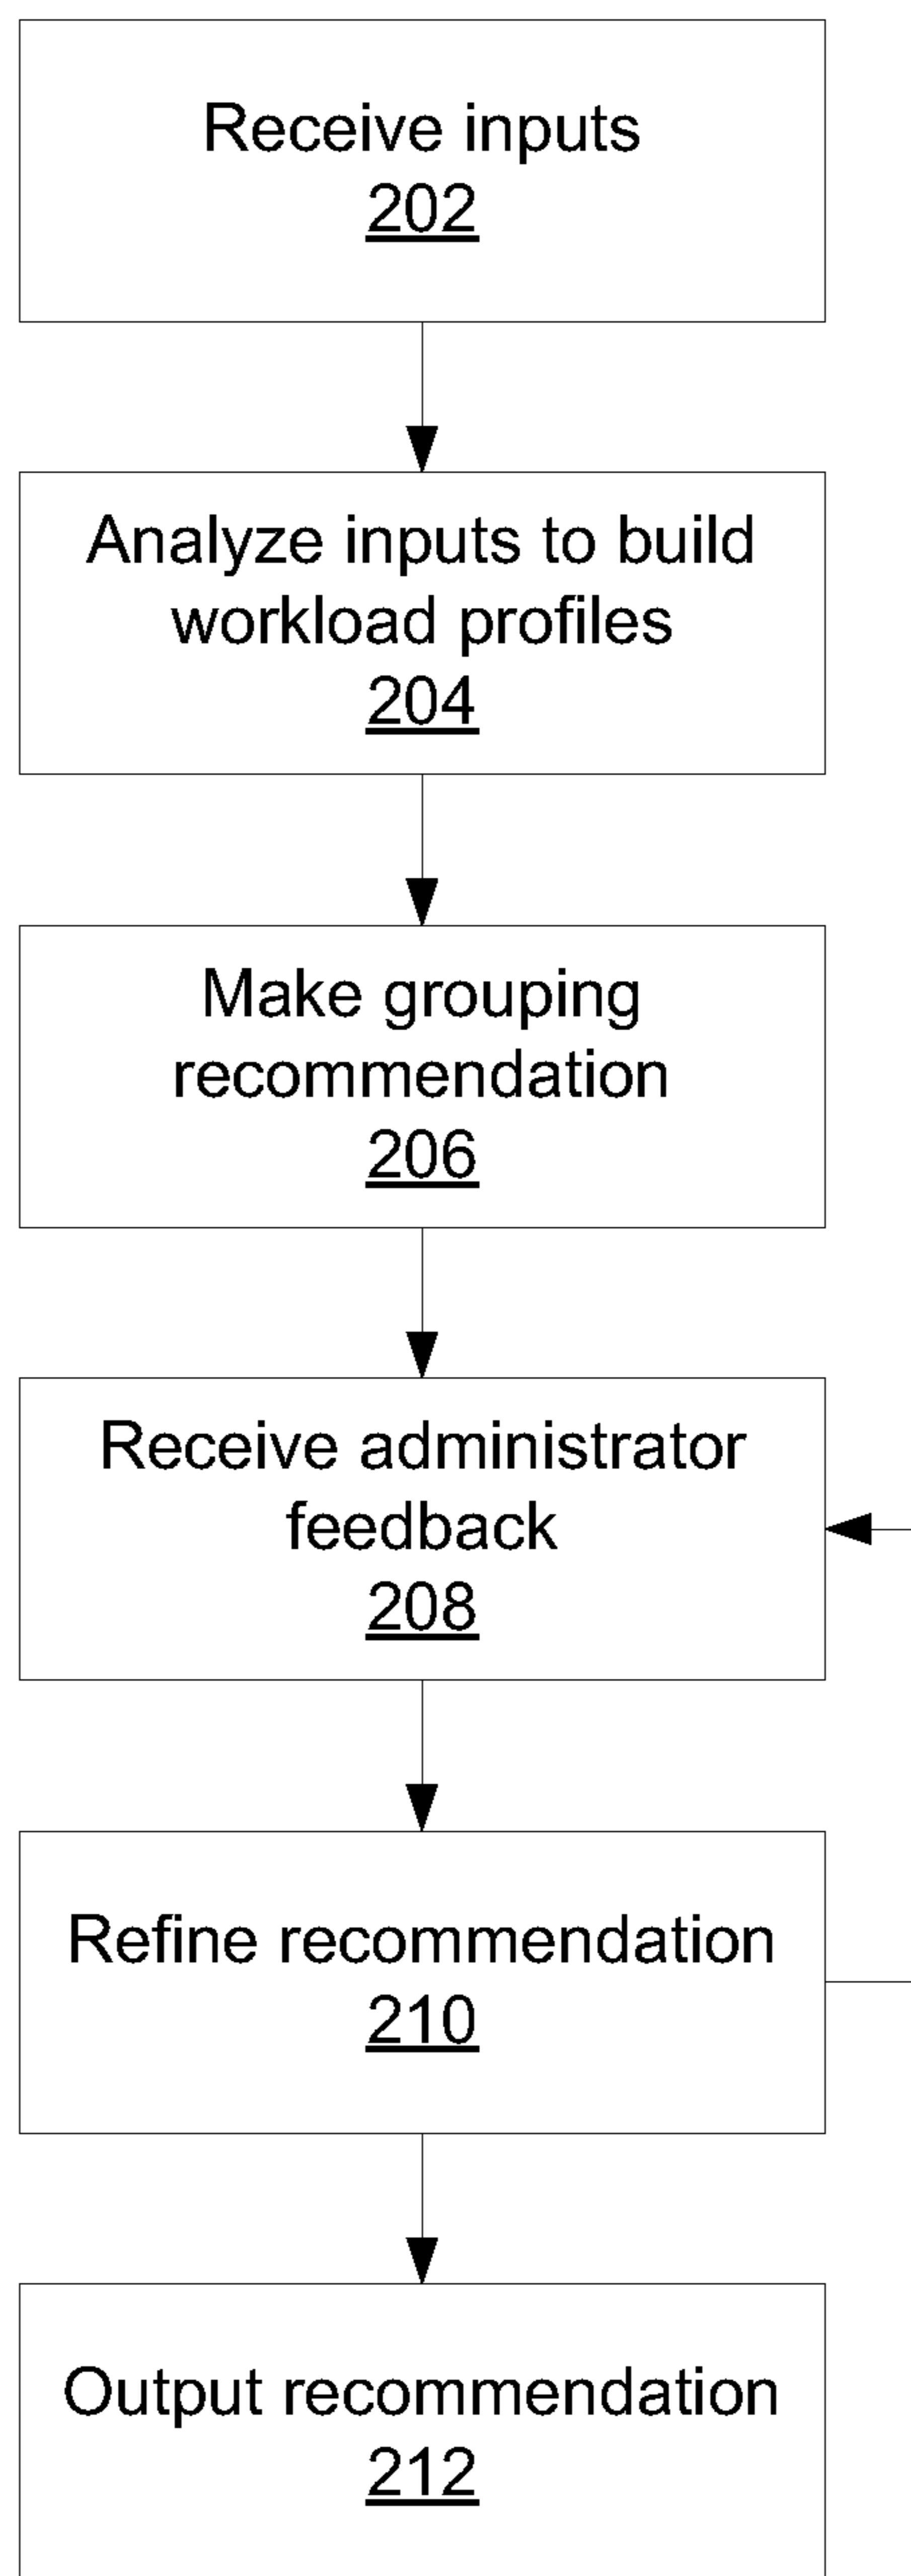 Receive inputs
202
Analyze inputs to build
workload profiles
204
Make grouping
recommendation
206
Receive administrator
feedback
208
Refine recommendation
210
Output recommendation
212